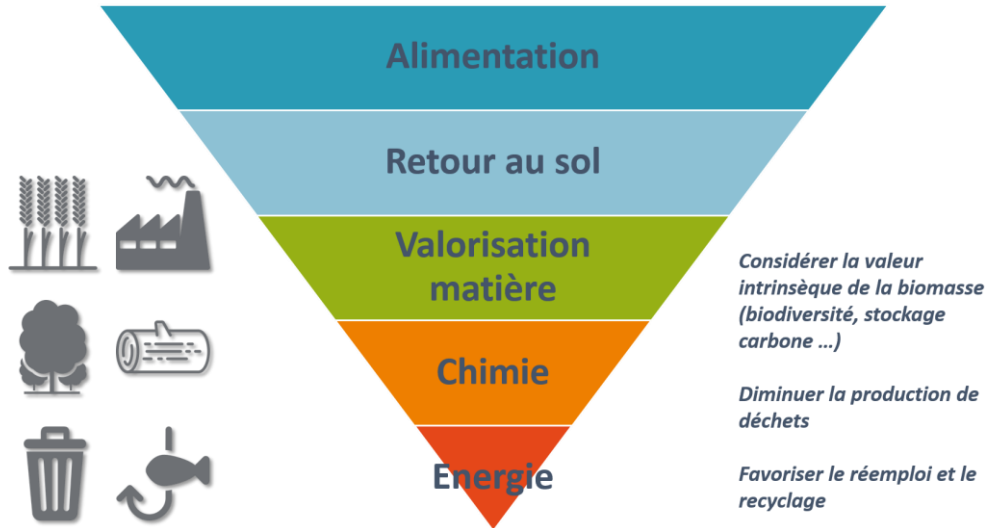 Alimentation
Retour au sol
Valorisation
matière
Chimie
Energie
Considérer la valeur
intrinsèque de la biomasse
(biodiversité, stockage
carbone ...)
Diminuer la production de
déchets
Favoriser le réemploi et le
recyclage